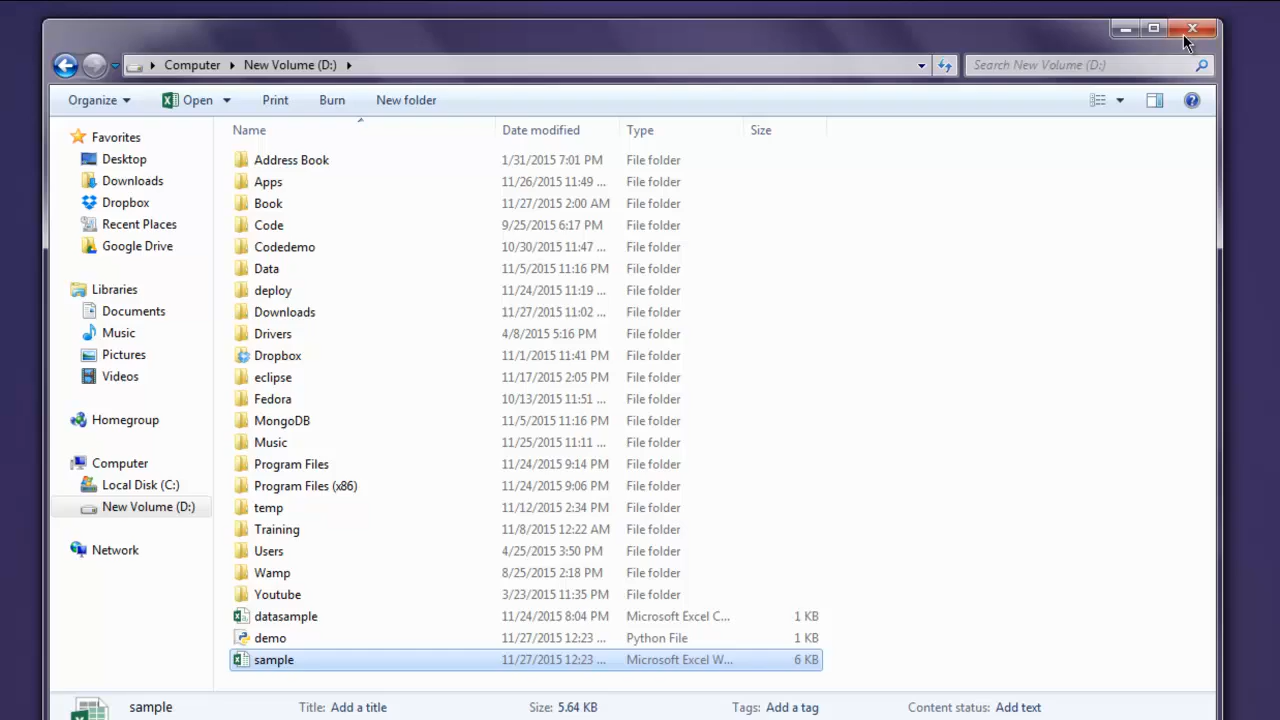 Computer New Volume (D:) Search New Volume (D:)
Organize Open Print Burn New folder
Name Date modified Type Size
Favorites
Desktop
Downloads
Dropbox
Recent Places
Google Drive
Libraries
Documents
Music
Pictures
Videos
Homegroup
Computer
Local Disk (C:)
New Volume (D:)
Network
Address Book 1/31/2015 7:01 PM File folder
Apps 11/26/2015 11:49 ... File folder
Book 11/27/2015 2:00 AM File folder
Code 9/25/2015 6:17 PM File folder
Codedemo 10/30/2015 11:47 ... File folder
Data 11/5/2015 11:16 PM File folder
deploy 11/24/2015 11:19 ... File folder
Downloads 11/27/2015 11:02 ... File folder
Drivers 4/8/2015 5:16 PM File folder
Dropbox 11/1/2015 11:41 PM File folder
eclipse 11/17/2015 2:05 PM File folder
Fedora 10/13/2015 11:51 ... File folder
MongoDB 11/5/2015 11:16 PM File folder
Music 11/25/2015 11:11 ... File folder
Program Files 11/24/2015 9:14 PM File folder
Program Files (x86) 11/24/2015 9:06 PM File folder
temp 11/12/2015 2:34 PM File folder
Training 11/8/2015 12:22 AM File folder
Users 4/25/2015 3:50 PM File folder
Wamp 8/25/2015 2:18 PM File folder
Youtube 3/23/2015 11:35 PM File folder
datasample 11/24/2015 8:04 PM Microsoft Excel C... 1 KB
demo 11/27/2015 12:23 ... Python File 1 KB
sample 11/27/2015 12:23 ... Microsoft Excel W... 6 KB
sample Title: Add a title Size: 5.64 KB Tags: Add a tag Content status: Add text